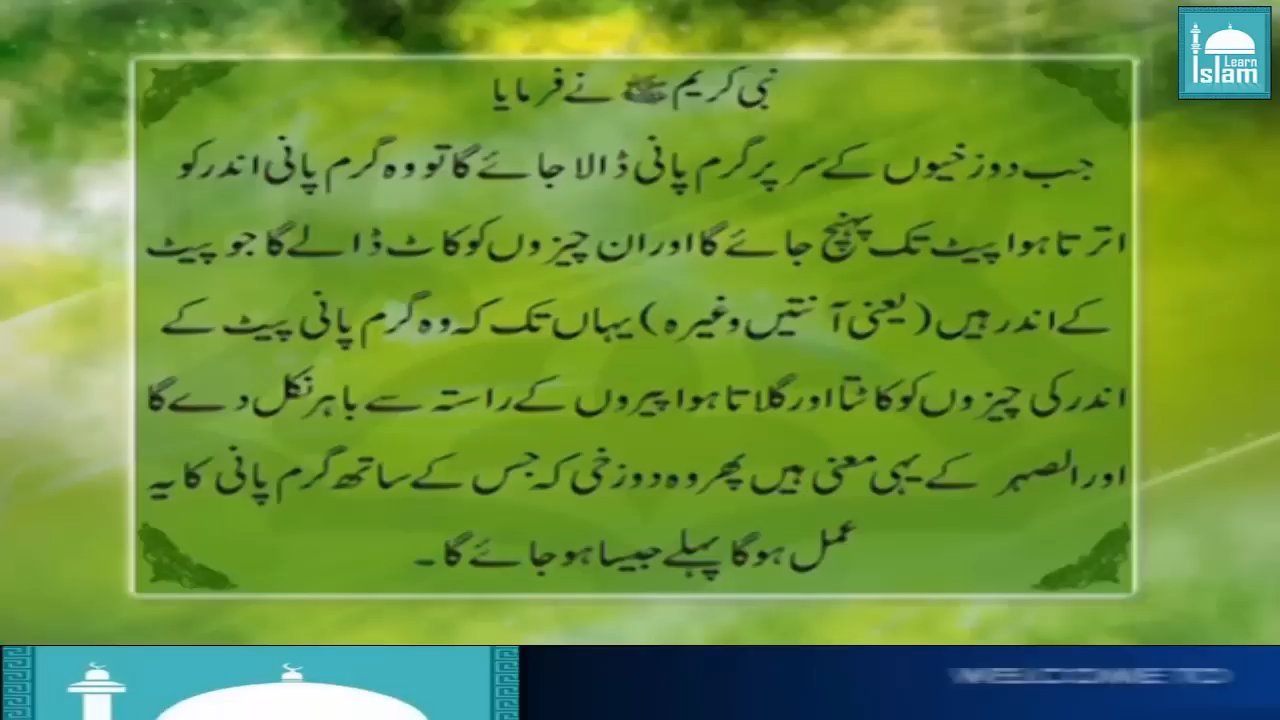 Learn
Islam
نبی کریم ﷺ نے فرمایا
جب دوزخیوں کے سر پر گرم پانی ڈالا جائے گا تو وہ گرم پانی اندر کو
اترتا ہوا پیٹ تک پہنچ جائے گا اور ان چیزوں کو کاٹ ڈالے گا جو پیٹ
کے اندر ہیں (یعنی آنتیں وغیرہ) یہاں تک کہ وہ گرم پانی پیٹ کے
اندر کی چیزوں کو کاٹتا اور گلاتا ہوا پیروں کے راستہ سے باہر نکل دے گا
اور الصہر کے یہی معنی ہیں پھر وہ دوزخی کہ جس کے ساتھ گرم پانی کا یہ
عمل ہوگا پہلے جیسا ہو جائے گا۔
WELCOME TO